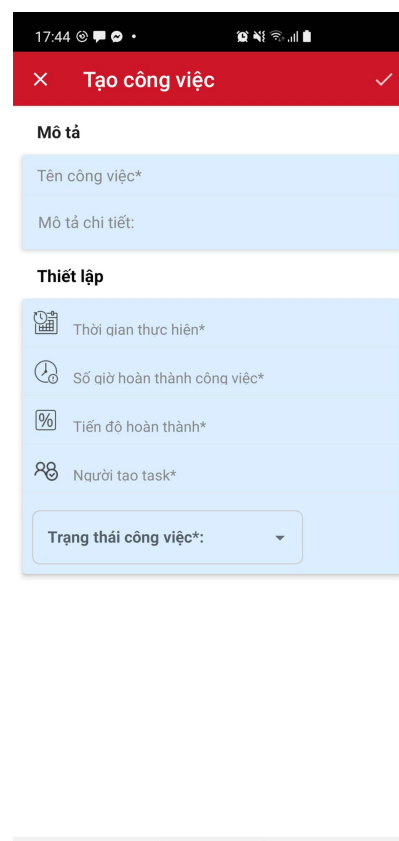 17:44
Tạo công việc
Mô tả
Tên công việc*
Mô tả chi tiết:
Thiết lập
Thời gian thực hiện*
Số giờ hoàn thành công việc*
%
Tiến độ hoàn thành*
Người tạo task*
Trạng thái công việc*: